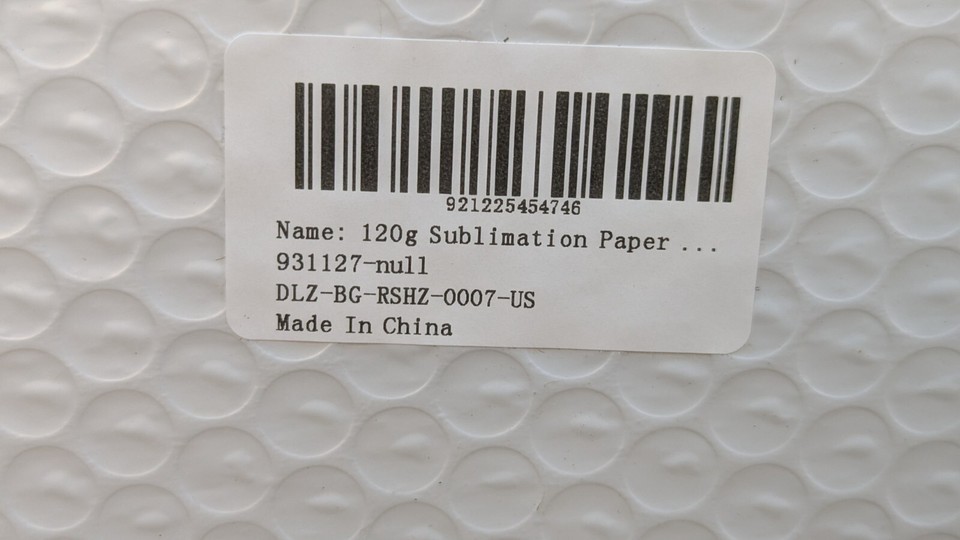 921225454746
Name: 120g Sublimation Paper ...
931127-null
DLZ-BG-RSHZ-0007-US
Made In China